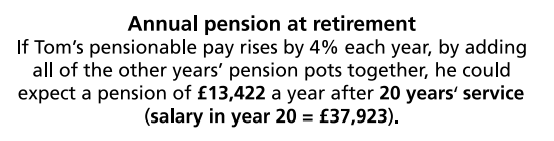 Annual pension at retirement
If Tom’s pensionable pay rises by 4% each year, by adding
all of the other years’ pension pots together, he could
expect a pension of £13,422 a year after 20 years‘ service
(salary in year 20 = £37,923).